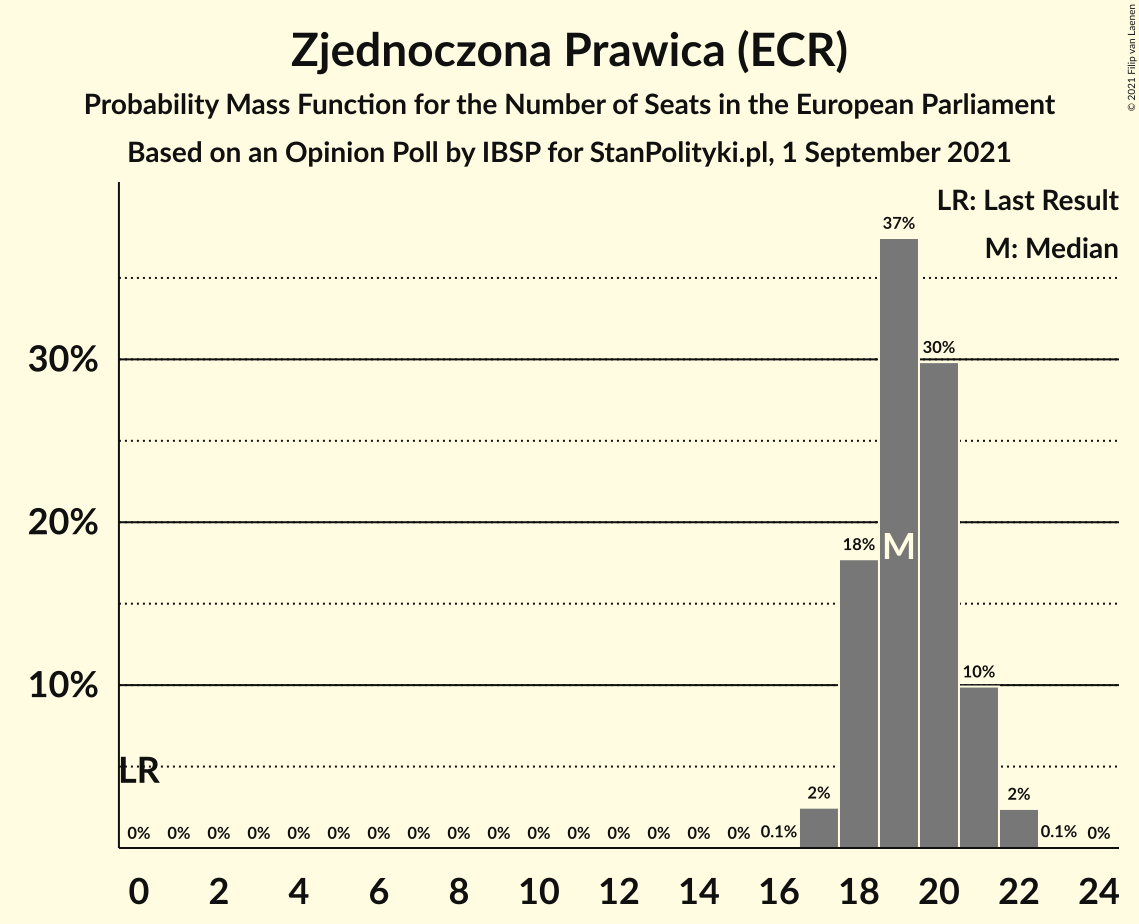 Zjednoczona Prawica (ECR)
Probability Mass Function for the Number of Seats in the European Parliament
Based on an Opinion Poll by IBSP for StanPolityki.pl, 1 September 2021
© 2021 Filip van Laenen
LR: Last Result
M: Median
37%
30%
30%
20%
18%
M
10%
10%
LR
2%
2%
0% 0% 0% 0% 0% 0% 0% 0% 0% 0% 0% 0% 0% 0% 0% 0% 0.1% 0.1% 0%
0 2 4 6 8 10 12 14 16 18 20 22 24